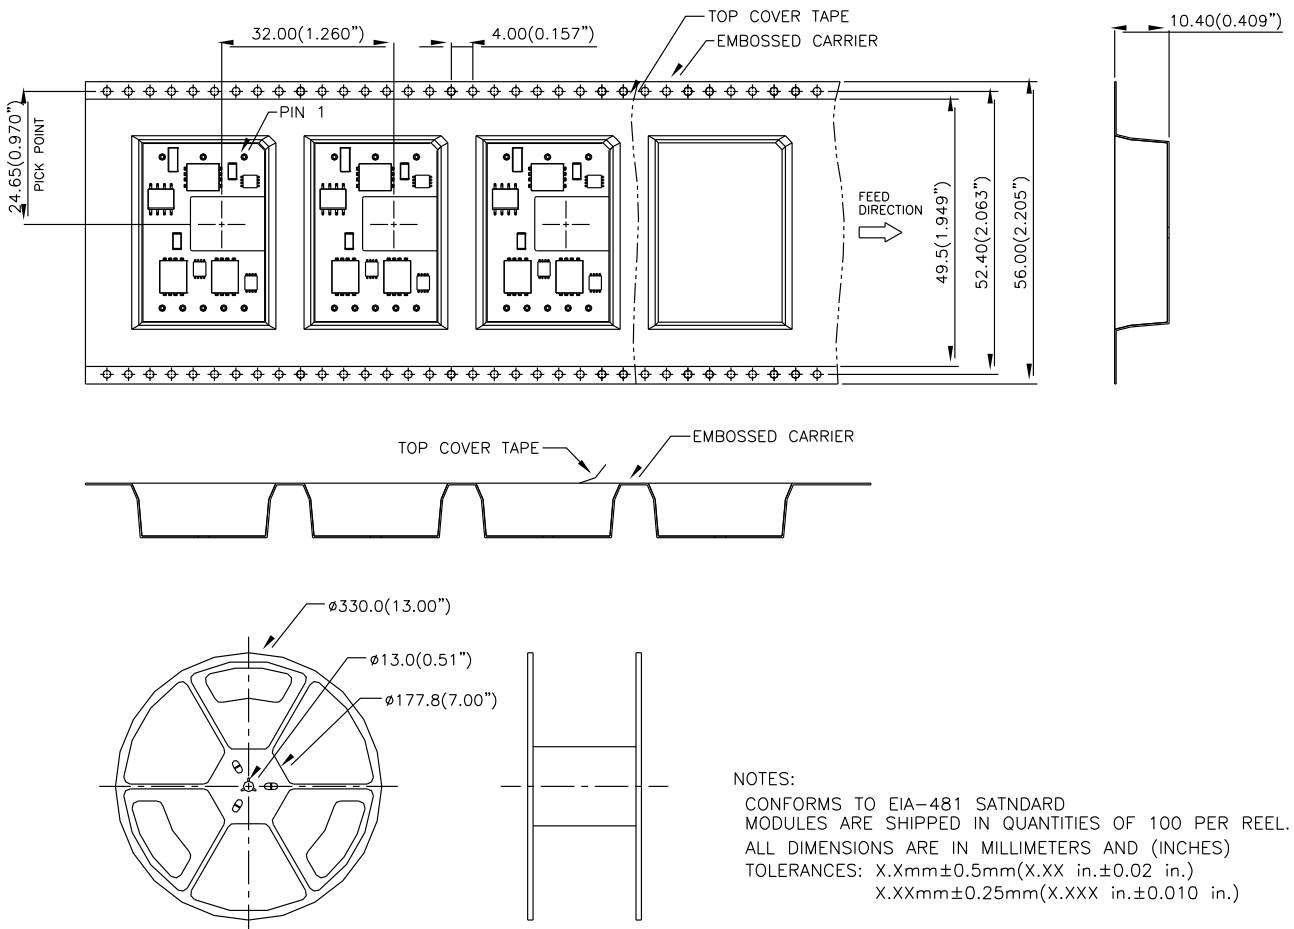 TOP COVER TAPE
EMBOSSED CARRIER
32.00(1.260”)
4.00(0.157”)
10.40(0.409”)
PIN 1
24.65(0.970”)
PICK POINT
FEED
DIRECTION
49.5(1.949”)
52.40(2.063”)
56.00(2.205”)
TOP COVER TAPE
EMBOSSED CARRIER
ø330.0(13.00”)
ø13.0(0.51”)
ø177.8(7.00”)
NOTES:
CONFORMS TO EIA-481 SATNDARD
MODULES ARE SHIPPED IN QUANTITIES OF 100 PER REEL.
ALL DIMENSIONS ARE IN MILLIMETERS AND (INCHES)
TOLERANCES: X.Xmm±0.5mm(X.XX in.±0.02 in.)
X.XXmm±0.25mm(X.XXX in.±0.010 in.)